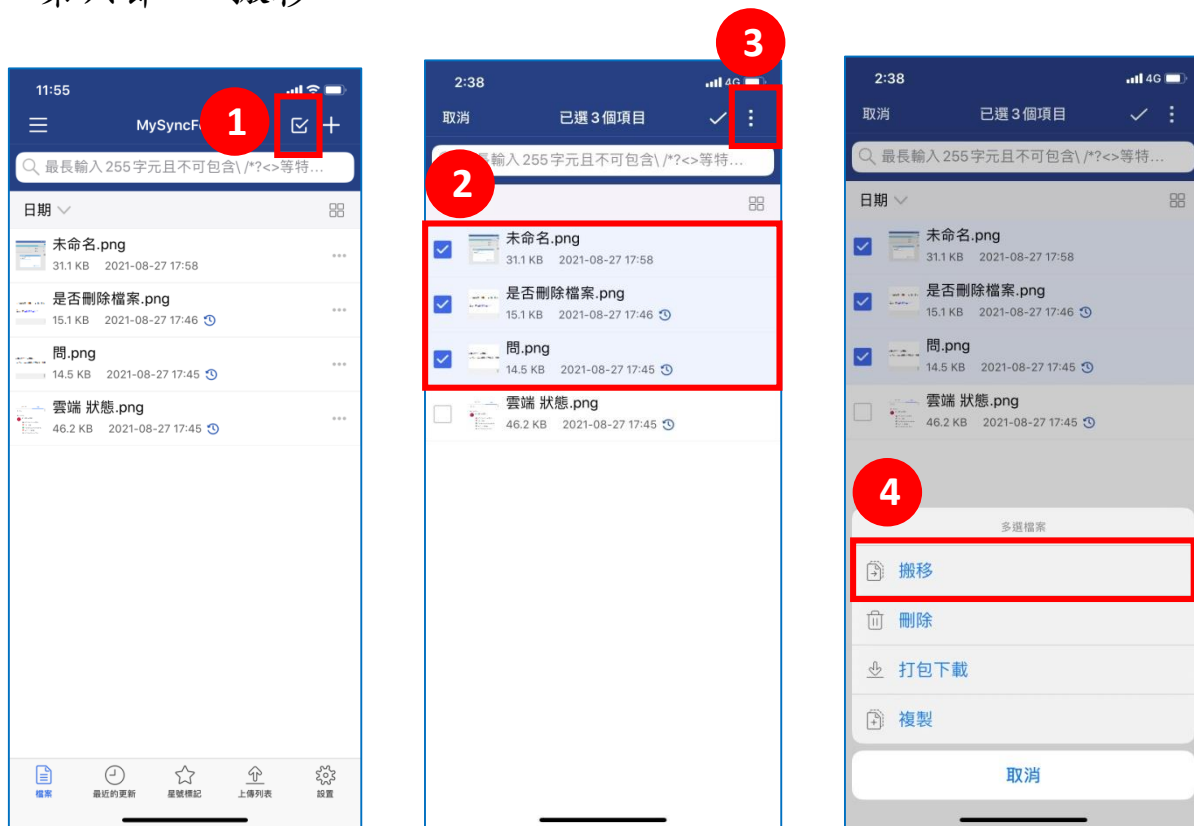 搬移
1
11:55
MySyncF
最長輸入 255 字元且不可包含\ /*?<>等特...
日期
未命名.png
31.1 KB 2021-08-27 17:58
是否刪除檔案.png
15.1 KB 2021-08-27 17:46
問.png
14.5 KB 2021-08-27 17:45
雲端 狀態.png
46.2 KB 2021-08-27 17:45
檔案 最近的更新 星號標記 上傳列表 設置
3
2:38 4G
取消 已選 3 個項目
輸入 255 字元且不可包含\ /*?<>等特...
2
未命名.png
31.1 KB 2021-08-27 17:58
是否刪除檔案.png
15.1 KB 2021-08-27 17:46
問.png
14.5 KB 2021-08-27 17:45
雲端 狀態.png
46.2 KB 2021-08-27 17:45
2:38 4G
取消 已選 3 個項目
最長輸入 255 字元且不可包含\ /*?<>等特...
日期
未命名.png
31.1 KB 2021-08-27 17:58
是否刪除檔案.png
15.1 KB 2021-08-27 17:46
問.png
14.5 KB 2021-08-27 17:45
雲端 狀態.png
46.2 KB 2021-08-27 17:45
4
多選檔案
搬移
刪除
打包下載
複製
取消